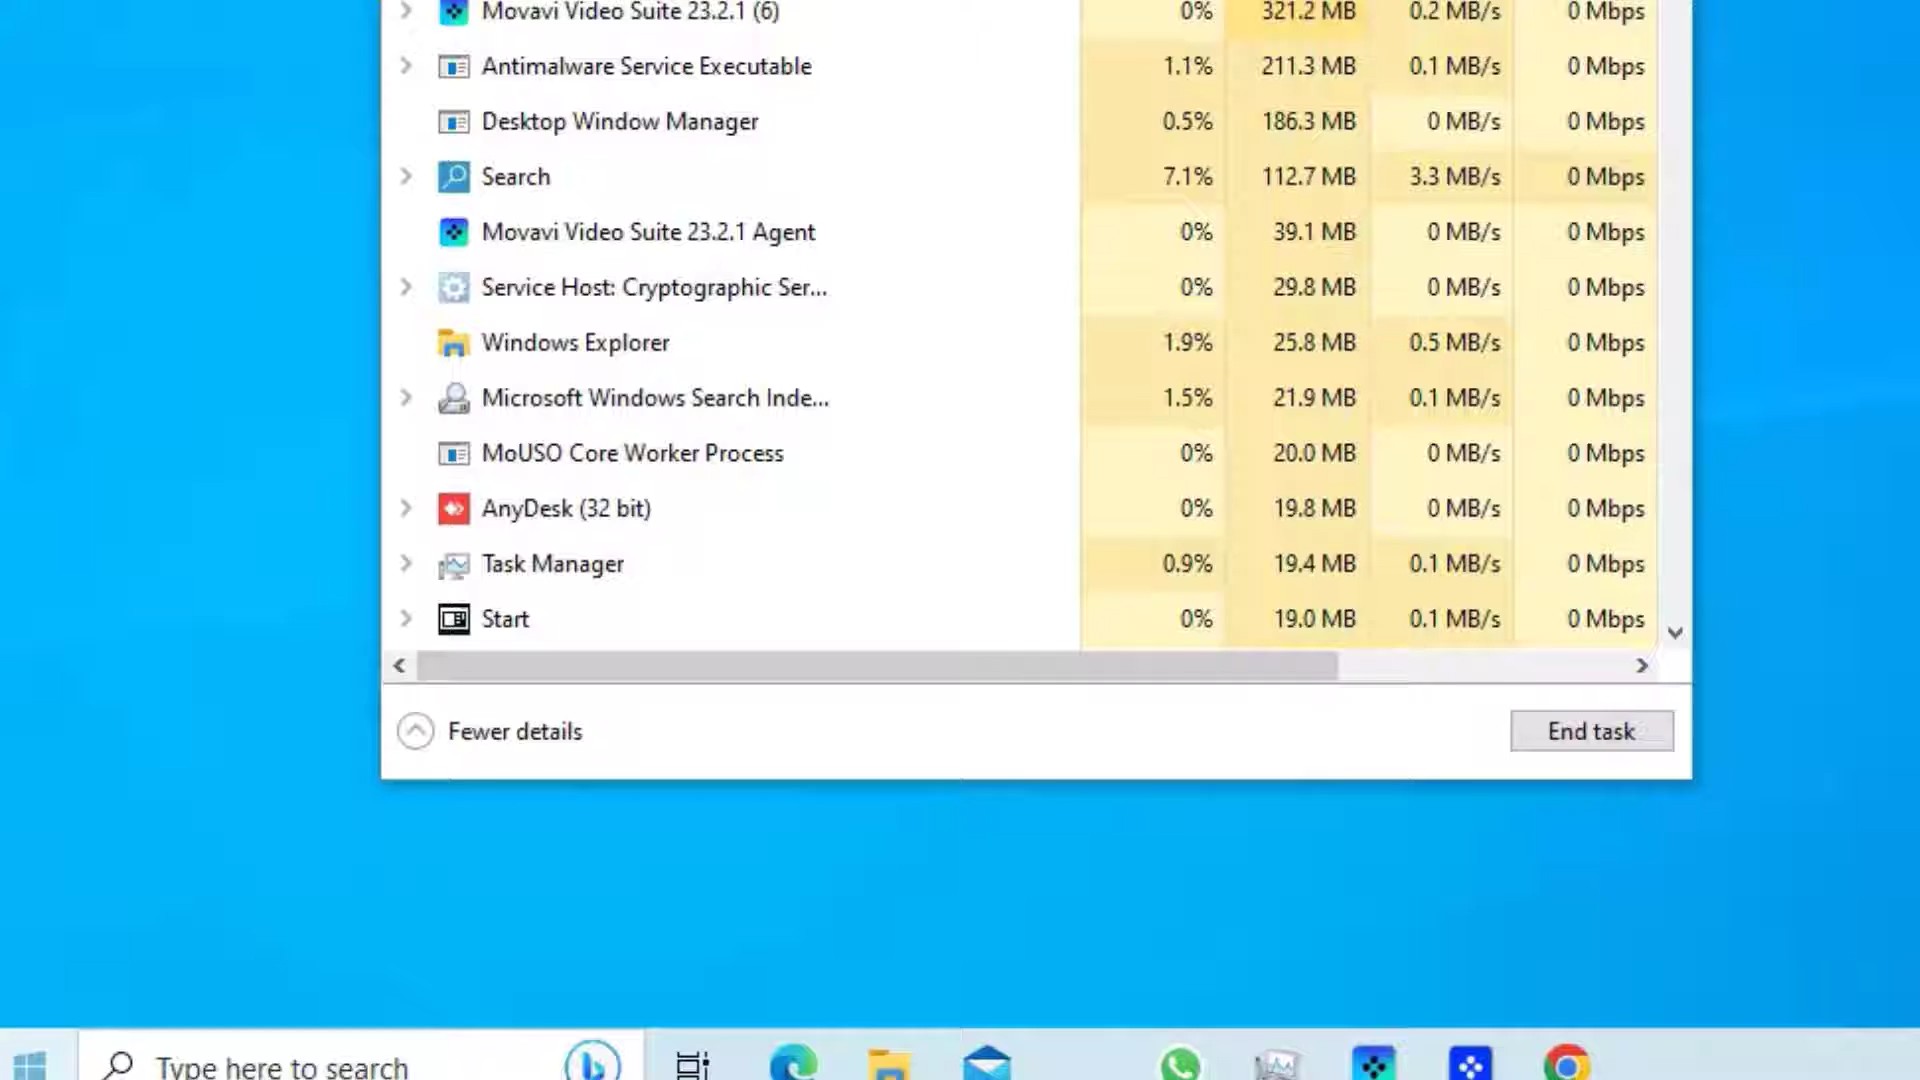 Movavi Video Suite 23.2.1 (6) 0% 321.2 MB 0.2 MB/s 0 Mbps
Antimalware Service Executable 1.1% 211.3 MB 0.1 MB/s 0 Mbps
Desktop Window Manager 0.5% 186.3 MB 0 MB/s 0 Mbps
Search 7.1% 112.7 MB 3.3 MB/s 0 Mbps
Movavi Video Suite 23.2.1 Agent 0% 39.1 MB 0 MB/s 0 Mbps
Service Host: Cryptographic Ser... 0% 29.8 MB 0 MB/s 0 Mbps
Windows Explorer 1.9% 25.8 MB 0.5 MB/s 0 Mbps
Microsoft Windows Search Inde... 1.5% 21.9 MB 0.1 MB/s 0 Mbps
MoUSO Core Worker Process 0% 20.0 MB 0 MB/s 0 Mbps
AnyDesk (32 bit) 0% 19.8 MB 0 MB/s 0 Mbps
Task Manager 0.9% 19.4 MB 0.1 MB/s 0 Mbps
Start 0% 19.0 MB 0.1 MB/s 0 Mbps
Fewer details End task
Type here to search